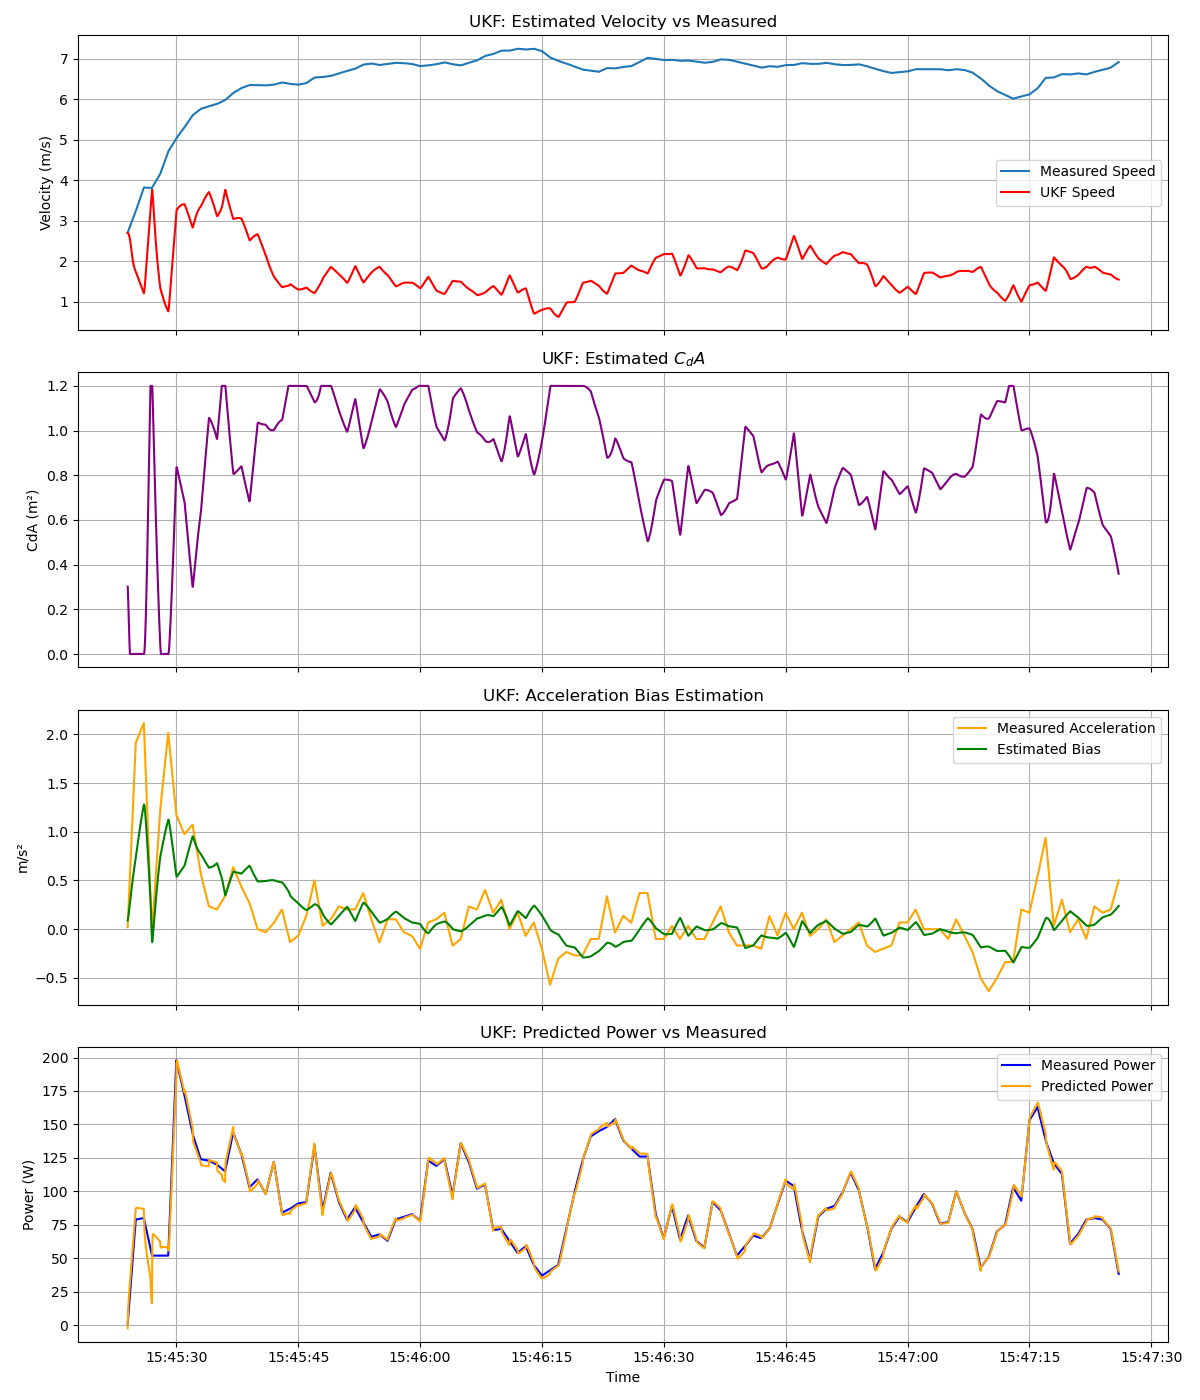 UKF: Estimated Velocity vs Measured
Velocity (m/s)
7
6
5
4
3
2
1
Measured Speed
UKF Speed
UKF: Estimated C_dA
CdA (m²)
1.2
1.0
0.8
0.6
0.4
0.2
0.0
UKF: Acceleration Bias Estimation
m/s²
2.0
1.5
1.0
0.5
0.0
−0.5
Measured Acceleration
Estimated Bias
UKF: Predicted Power vs Measured
Power (W)
200
175
150
125
100
75
50
25
0
Measured Power
Predicted Power
15:45:30 15:45:45 15:46:00 15:46:15 15:46:30 15:46:45 15:47:00 15:47:15 15:47:30
Time